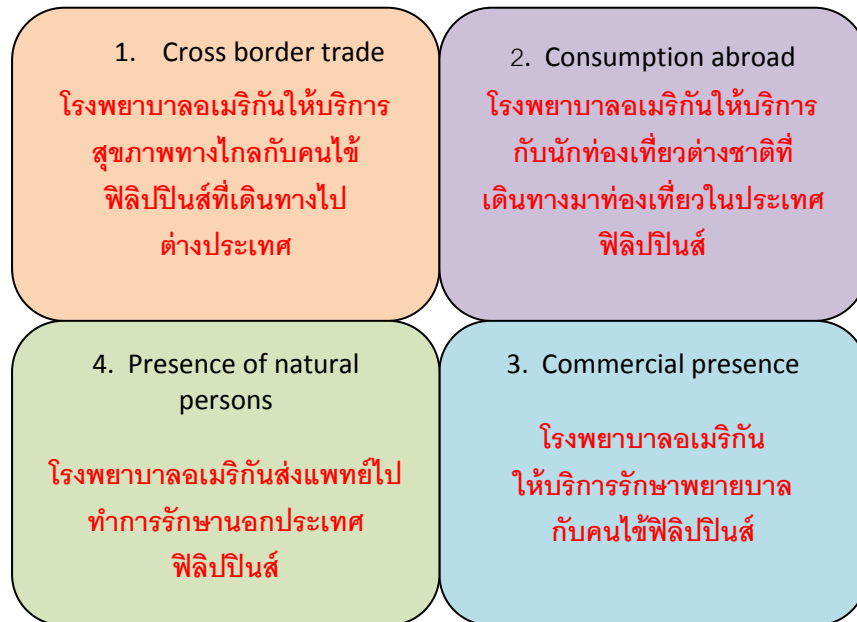 1. Cross border trade
โรงพยาบาลอเมริกันให้บริการ
สุขภาพทางไกลกับคนไข้
ฟิลิปปินส์ที่เดินทางไป
ต่างประเทศ
2. Consumption abroad
โรงพยาบาลอเมริกันให้บริการ
กับนักท่องเที่ยวต่างชาติที่
เดินทางมาท่องเที่ยวในประเทศ
ฟิลิปปินส์
4. Presence of natural
persons
โรงพยาบาลอเมริกันส่งแพทย์ไป
ทำการรักษานอกประเทศ
ฟิลิปปินส์
3. Commercial presence
โรงพยาบาลอเมริกัน
ให้บริการรักษาพยายบาล
กับคนไข้ฟิลิปปินส์